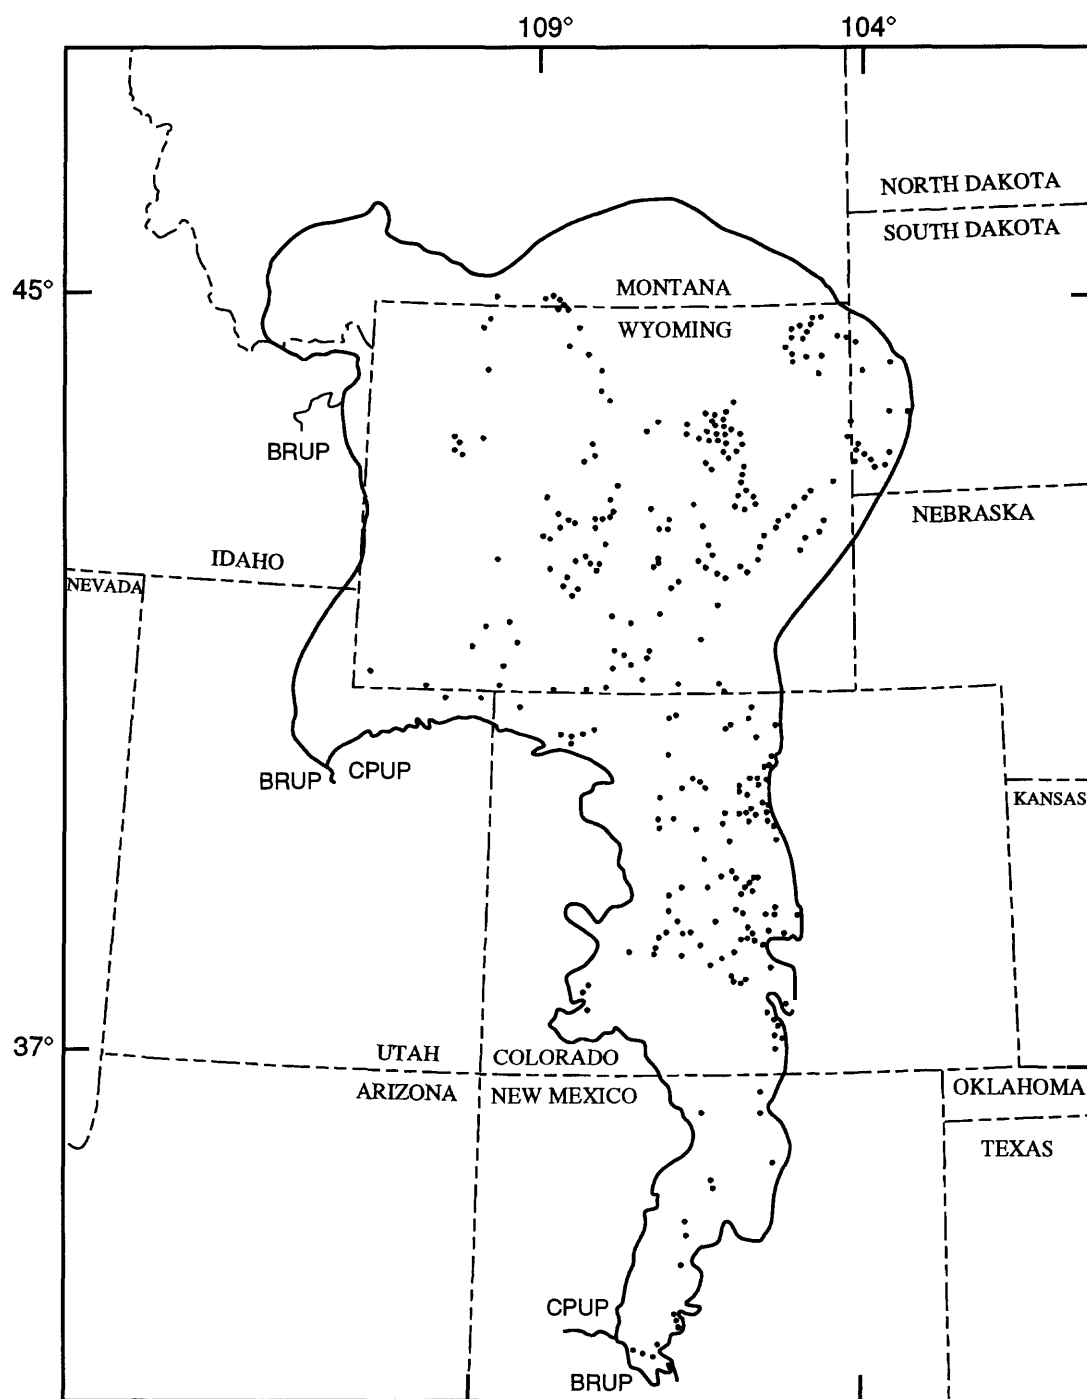 109° 104°
NORTH DAKOTA
SOUTH DAKOTA
45°
MONTANA
WYOMING
BRUP
NEBRASKA
IDAHO
NEVADA
BRUP CPUP
KANSAS
37°
UTAH COLORADO
ARIZONA NEW MEXICO
OKLAHOMA
TEXAS
CPUP
BRUP